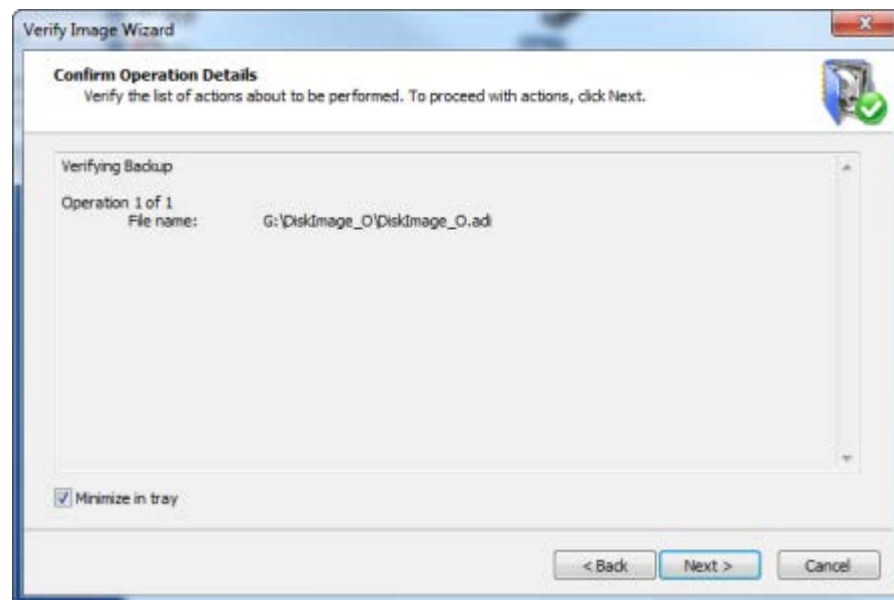 Verify Image Wizard
Confirm Operation Details
Verify the list of actions about to be performed. To proceed with actions, click Next.
Verifying Backup
Operation 1 of 1
File name: G:\DiskImage_O\DiskImage_O.adi
Minimize in tray
< Back Next > Cancel